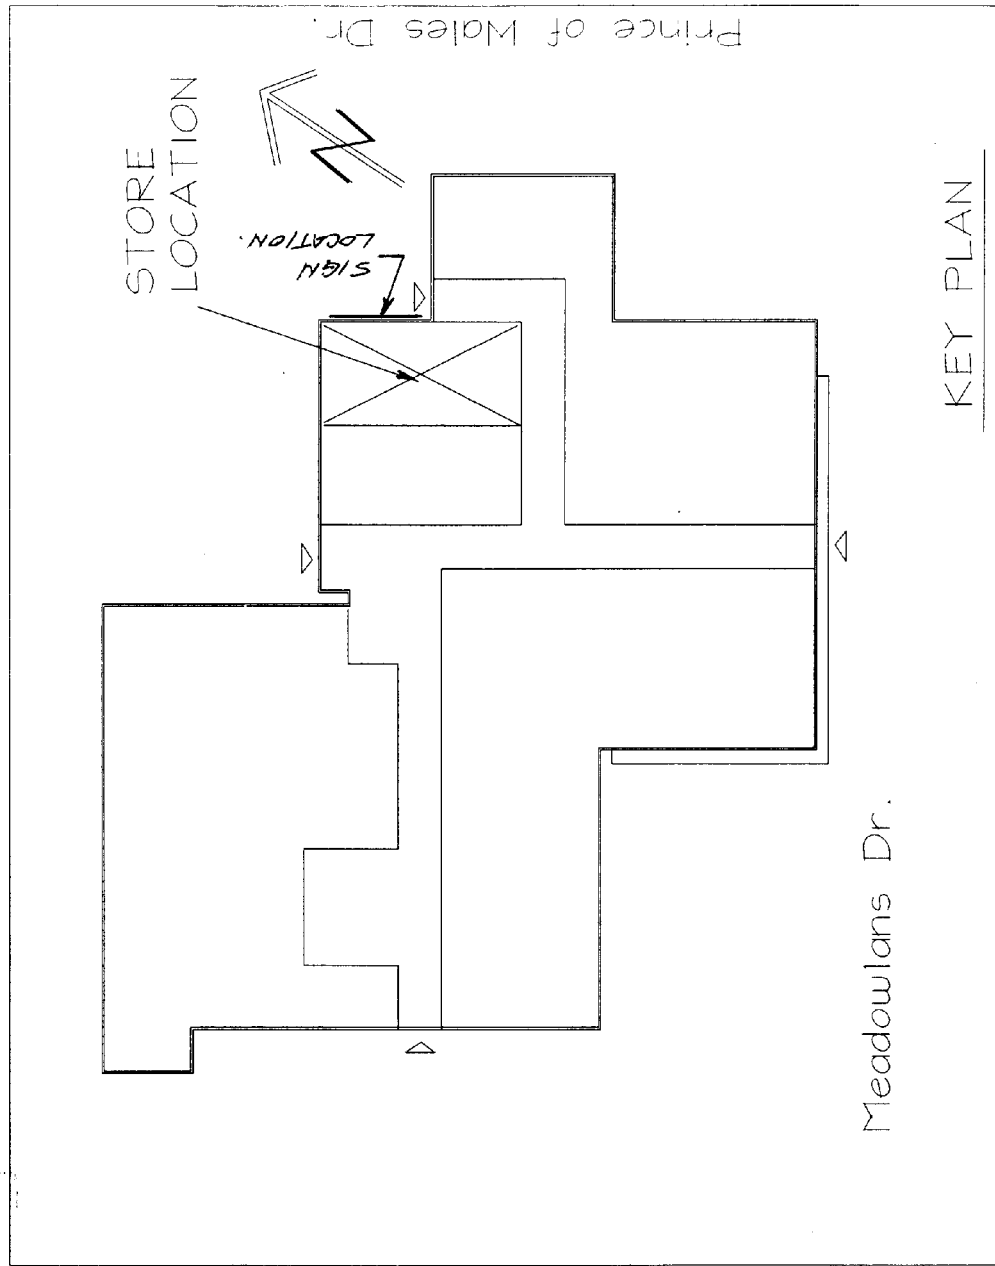 Prince of Wales Dr.
STORE
LOCATION
SIGN
LOCATION.
N
KEY PLAN
Meadowlans Dr.